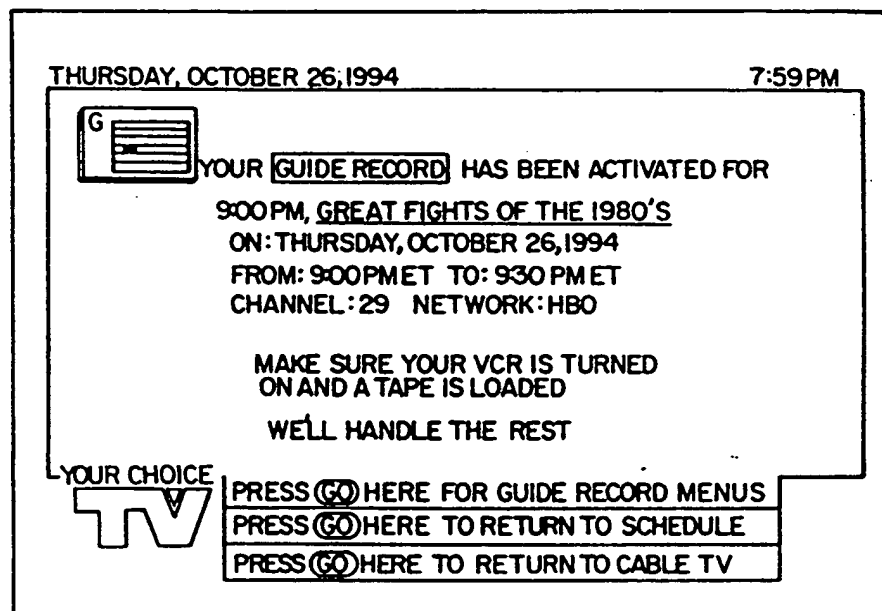 THURSDAY, OCTOBER 26, 1994 7:59 PM
G
YOUR GUIDE RECORD HAS BEEN ACTIVATED FOR
9:00 PM, GREAT FIGHTS OF THE 1980'S
ON: THURSDAY, OCTOBER 26, 1994
FROM: 9:00 PM ET TO: 9:30 PM ET
CHANNEL: 29 NETWORK: HBO
MAKE SURE YOUR VCR IS TURNED
ON AND A TAPE IS LOADED
WE'LL HANDLE THE REST
YOUR CHOICE
TV
PRESS GO HERE FOR GUIDE RECORD MENUS
PRESS GO HERE TO RETURN TO SCHEDULE
PRESS GO HERE TO RETURN TO CABLE TV